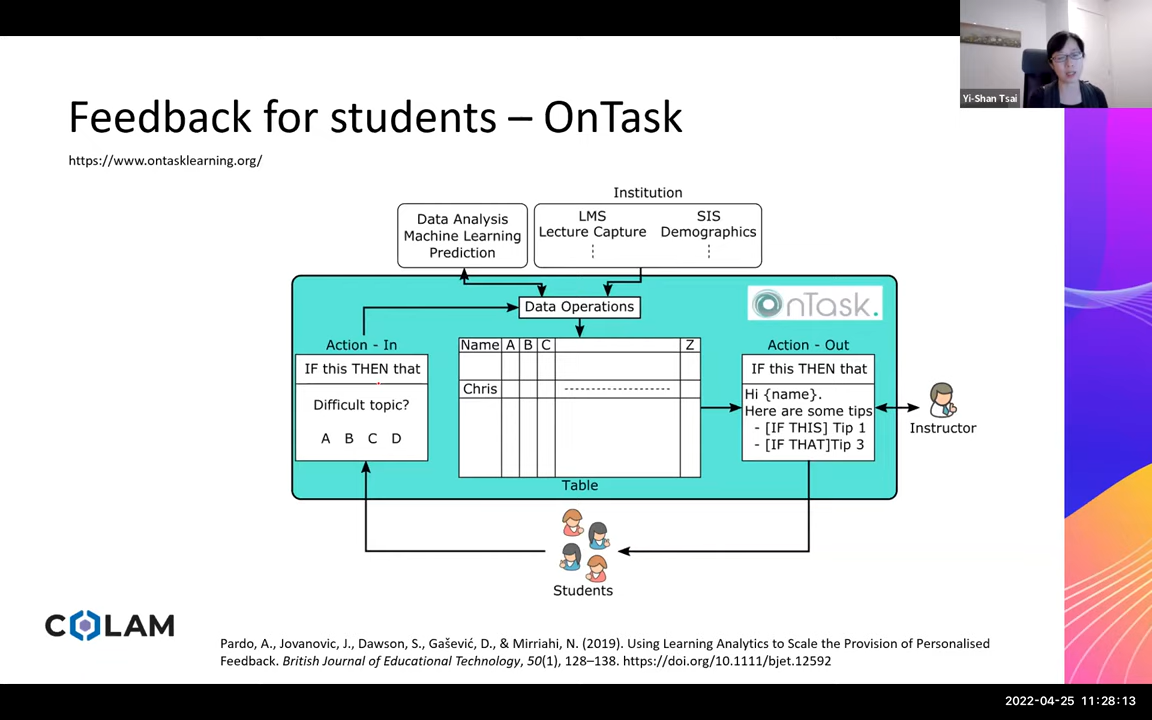 Yi-Shan Tsai
Feedback for students – OnTask
https://www.ontasklearning.org/
Institution
Data Analysis
Machine Learning
Prediction
LMS
Lecture Capture
SIS
Demographics
Data Operations
OnTask.
Action - In
IF this THEN that
Difficult topic?
A B C D
Name A B C Z
Chris
Table
Action - Out
IF this THEN that
Hi {name}.
Here are some tips
- [IF THIS] Tip 1
- [IF THAT]Tip 3
Instructor
Students
COLAM
Pardo, A., Jovanovic, J., Dawson, S., Gašević, D., & Mirriahi, N. (2019). Using Learning Analytics to Scale the Provision of Personalised
Feedback. British Journal of Educational Technology, 50(1), 128–138. https://doi.org/10.1111/bjet.12592
2022-04-25 11:28:13